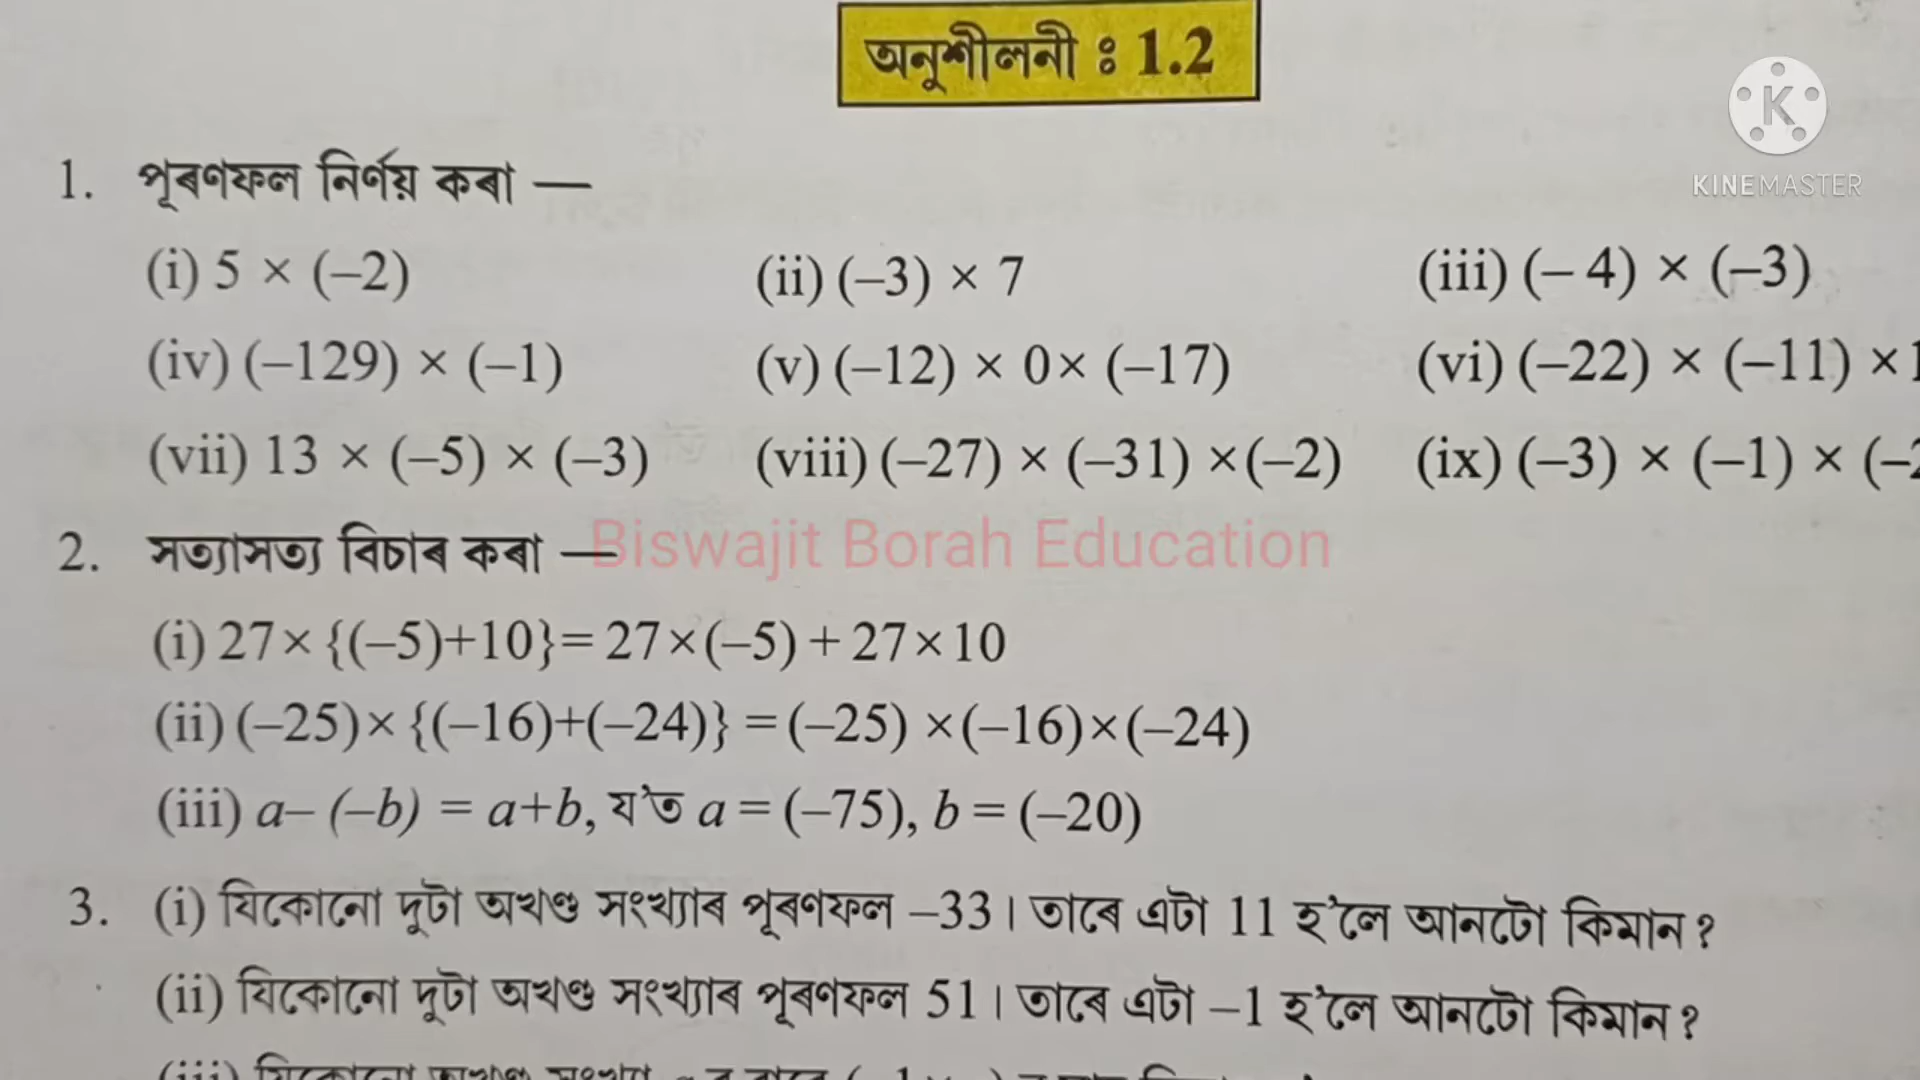 অনুশীলনী : 1.2
KINEMASTER
1. পূৰণফল নিৰ্ণয় কৰা —
(i) 5 × (–2) (ii) (–3) × 7 (iii) (– 4) × (–3)
(iv) (–129) × (–1) (v) (–12) × 0× (–17) (vi) (–22) × (–11) ×
(vii) 13 × (–5) × (–3) (viii) (–27) × (–31) ×(–2) (ix) (–3) × (–1) ×
2. সত্যাসত্য বিচাৰ কৰা —
Biswajit Borah Education
(i) 27×{(–5)+10}= 27×(–5) + 27×10
(ii) (–25)×{(–16)+(–24)} = (–25) ×(–16)×(–24)
(iii) a– (–b) = a+b, য'ত a = (–75), b = (–20)
3. (i) যিকোনো দুটা অখণ্ড সংখ্যাৰ পূৰণফল –33। তাৰে এটা 11 হ'লে আনটো কিমান?
(ii) যিকোনো দুটা অখণ্ড সংখ্যাৰ পূৰণফল 51। তাৰে এটা –1 হ'লে আনটো কিমান?